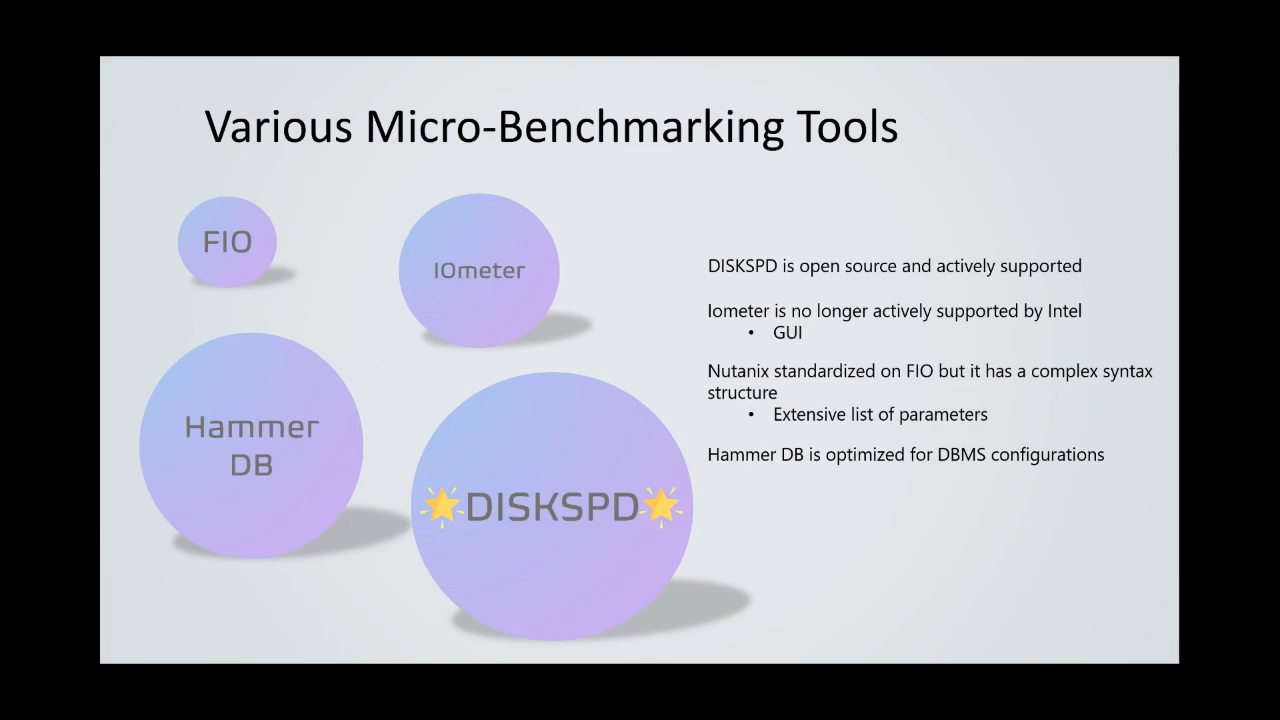 Various Micro-Benchmarking Tools
FIO
IOmeter
Hammer
DB
🌟DISKSPD🌟
DISKSPD is open source and actively supported
Iometer is no longer actively supported by Intel
• GUI
Nutanix standardized on FIO but it has a complex syntax
structure
• Extensive list of parameters
Hammer DB is optimized for DBMS configurations